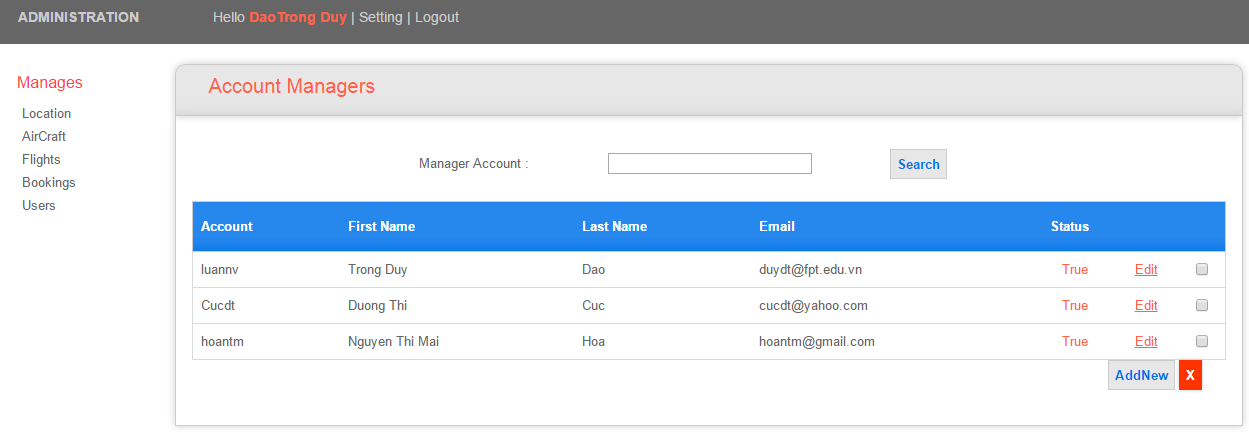 ADMINISTRATION Hello DaoTrong Duy | Setting | Logout
Manages
Location
AirCraft
Flights
Bookings
Users
Account Managers
Manager Account : Search
Account First Name Last Name Email Status
luannv Trong Duy Dao duydt@fpt.edu.vn True Edit
Cucdt Duong Thi Cuc cucdt@yahoo.com True Edit
hoantm Nguyen Thi Mai Hoa hoantm@gmail.com True Edit
AddNew X